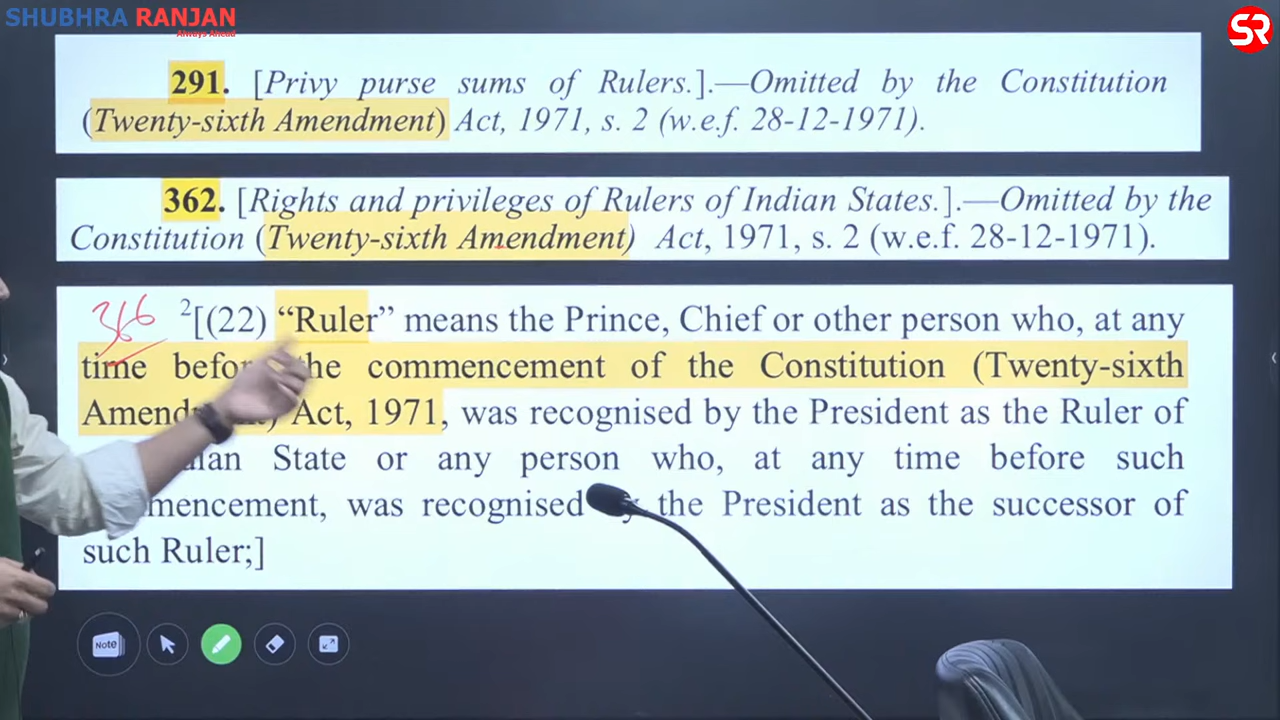 SHUBHRA RANJAN
Always Ahead
SR
291. [Privy purse sums of Rulers.].—Omitted by the Constitution
(Twenty-sixth Amendment) Act, 1971, s. 2 (w.e.f. 28-12-1971).
362. [Rights and privileges of Rulers of Indian States.].—Omitted by the
Constitution (Twenty-sixth Amendment) Act, 1971, s. 2 (w.e.f. 28-12-1971).
366 2[(22) “Ruler” means the Prince, Chief or other person who, at any
time before the commencement of the Constitution (Twenty-sixth
Act, 1971, was recognised by the President as the Ruler of
State or any person who, at any time before such
was recognised the President as the successor of
such Ruler;]
Note